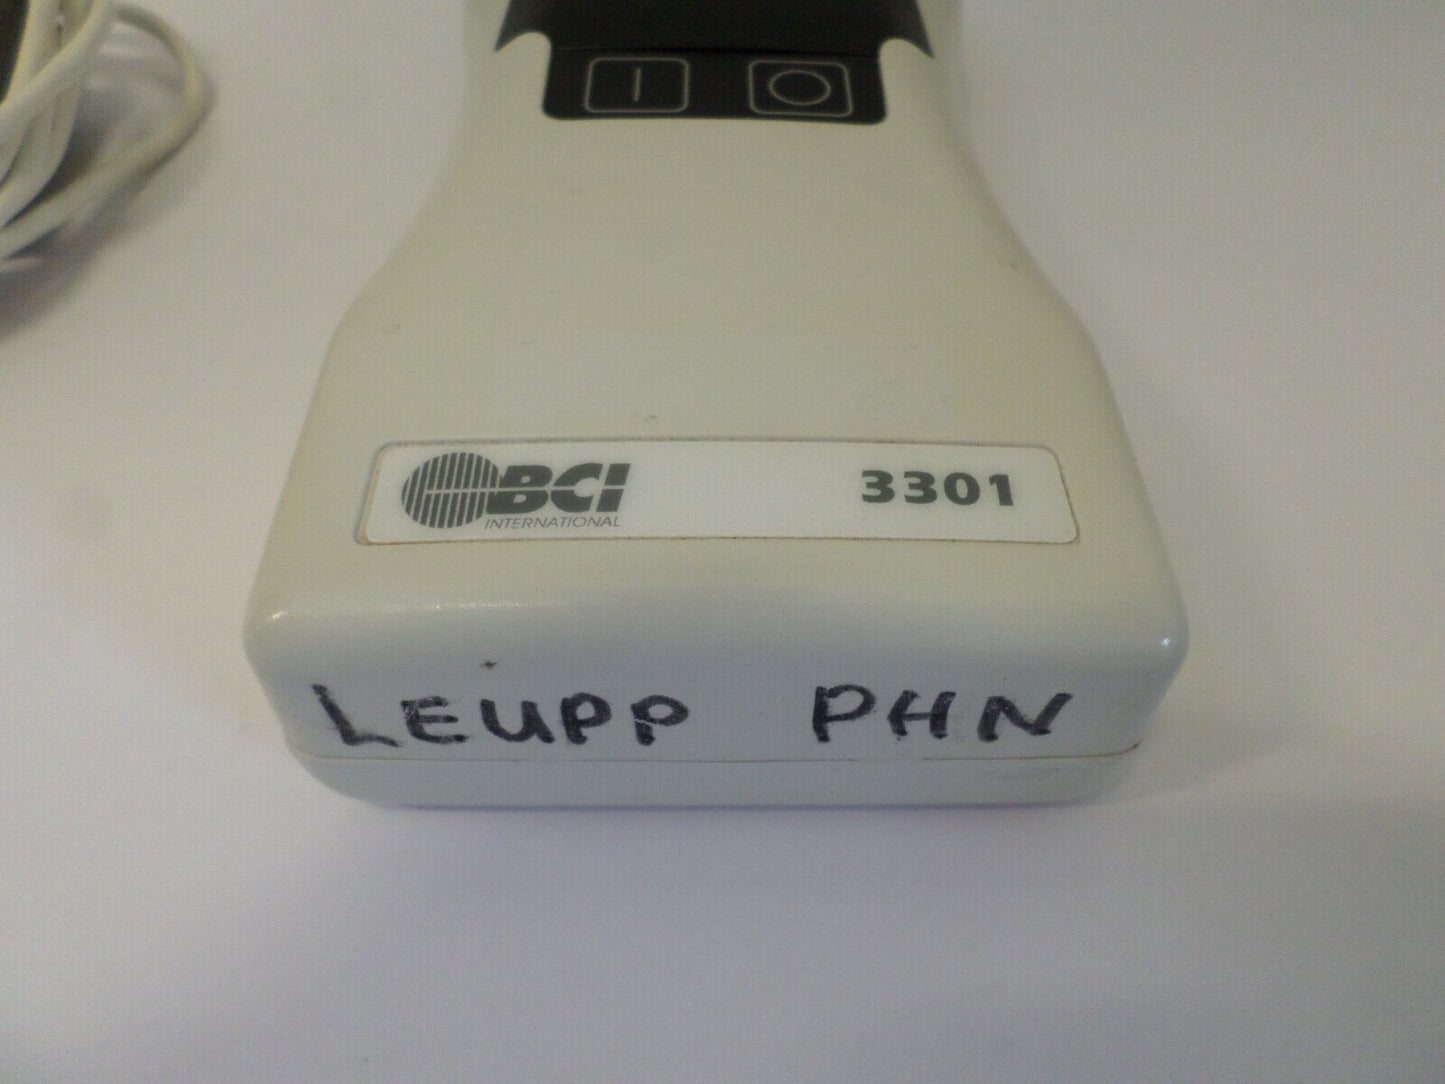 BCI
INTERNATIONAL
3301
LEUPP PHN